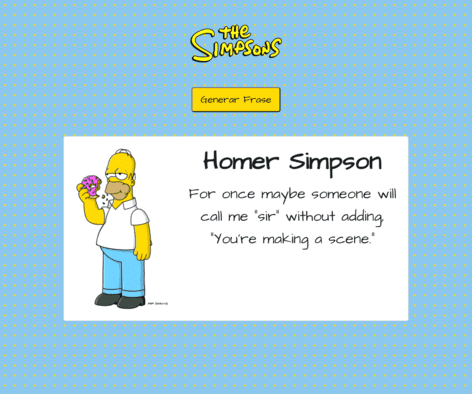 THE
SIMPSONS
Generar Frase
Homer Simpson
For once maybe someone will
call me "sir" without adding,
"You're making a scene."